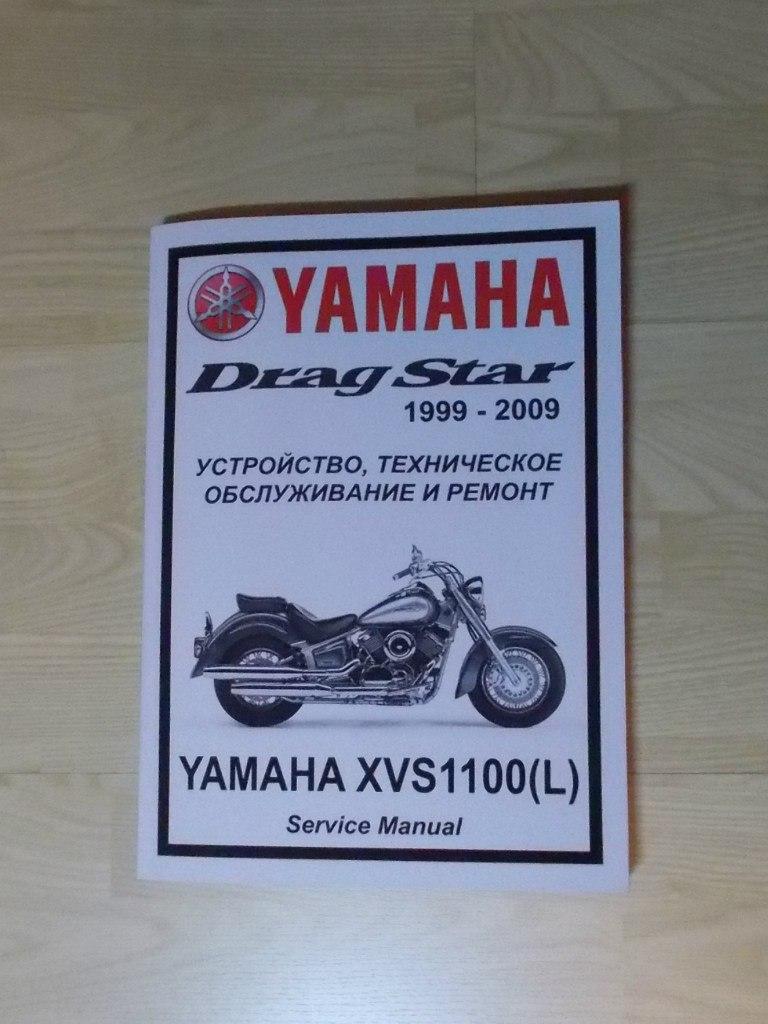 YAMAHA
Drag Star
1999 - 2009
УСТРОЙСТВО, ТЕХНИЧЕСКОЕ
ОБСЛУЖИВАНИЕ И РЕМОНТ
YAMAHA XVS1100(L)
Service Manual